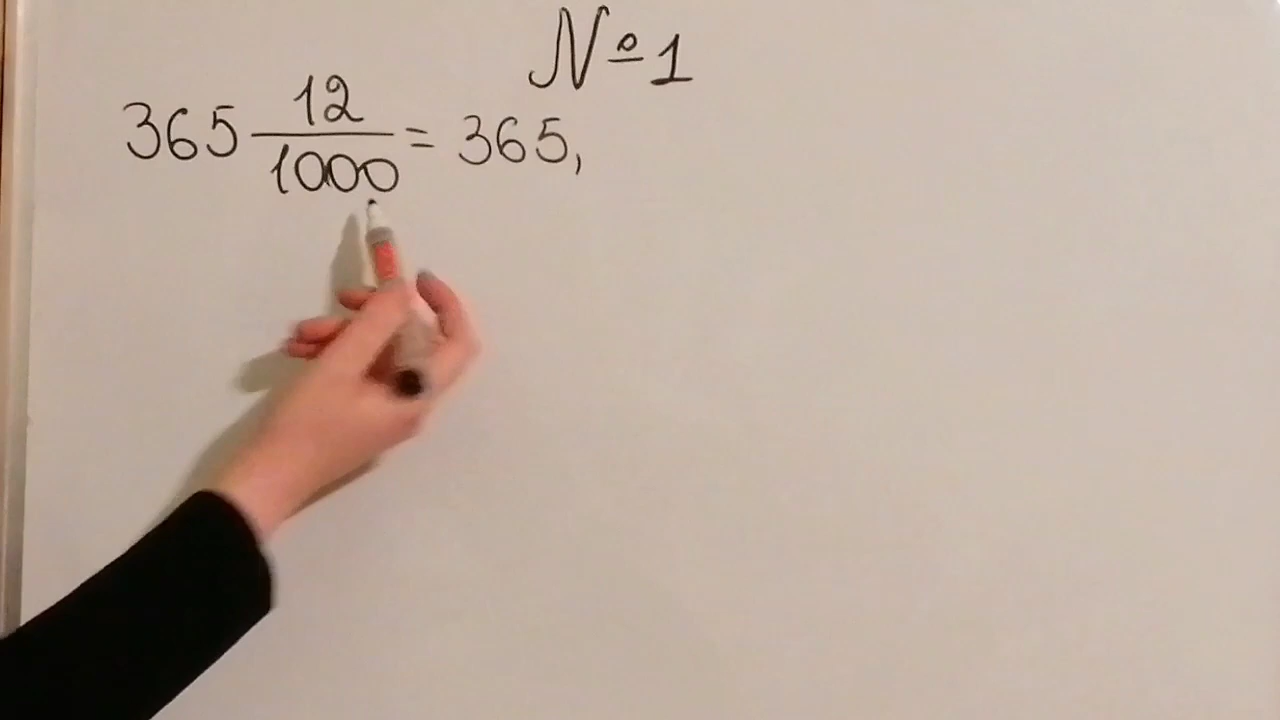 №1
365 12/1000 = 365,